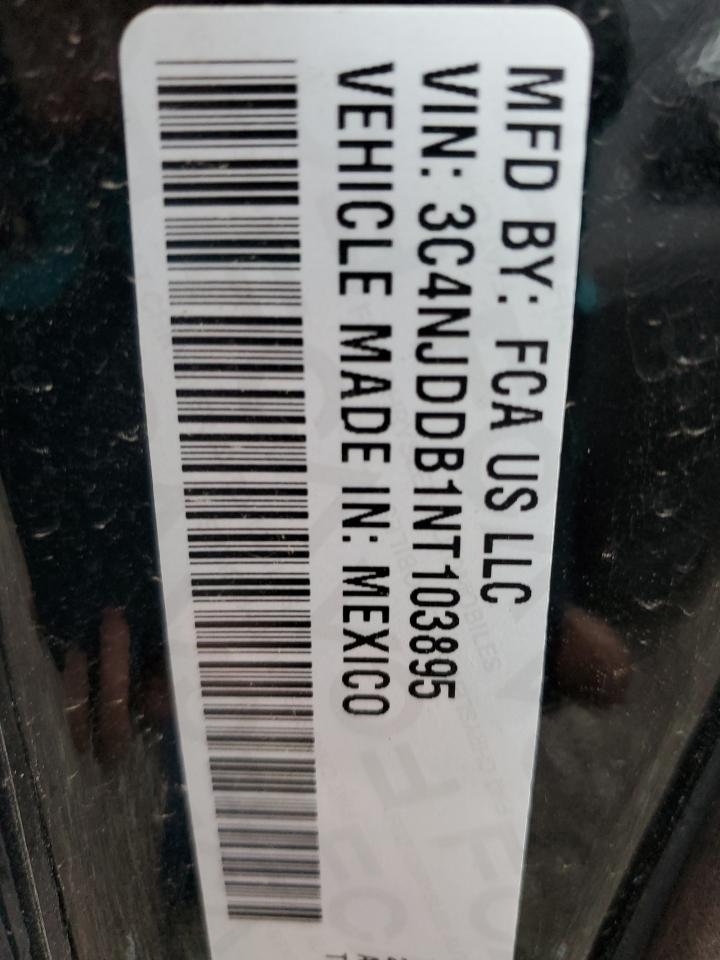 MFD BY: FCA US LLC
VIN: 3C4NJDDB1NT103895
VEHICLE MADE IN: MEXICO